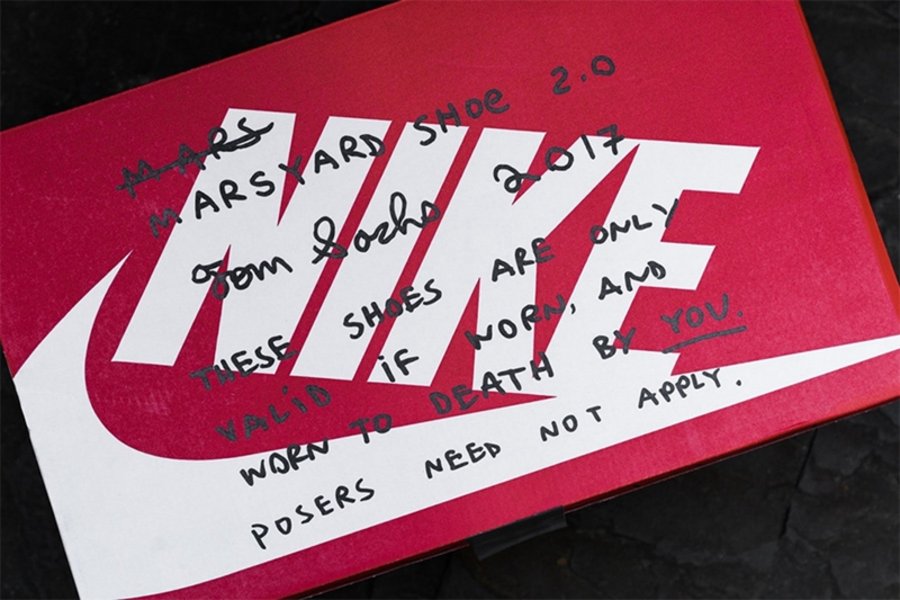 NIKE
MARS
MARSYARD SHOE 2.0
Tom Sachs 2017
THESE SHOES ARE ONLY
VALiD iF WORN, AND
WORN TO DEATH BY YOU.
POSERS NEED NOT APPLY.